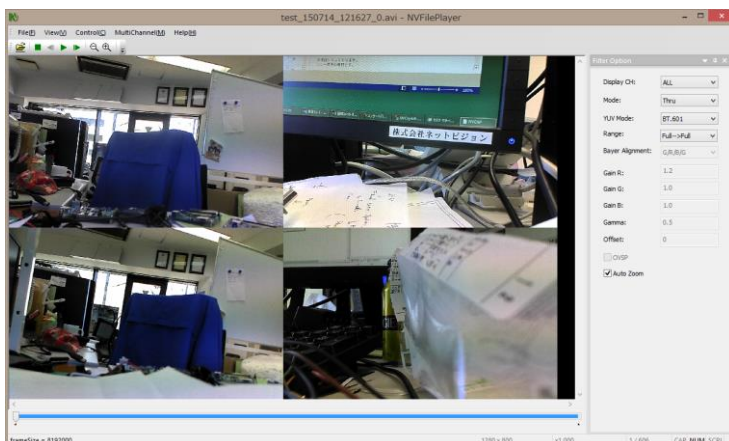 test_150714_121627_0.avi - NVFilePlayer
File(F) View(V) Control(C) MultiChannel(M) Help(H)
Filter Option
Display CH: ALL
Mode: Thru
YUV Mode: BT.601
Range: Full->Full
Bayer Alignment: G/R,B/G
Gain R: 1.2
Gain G: 1.0
Gain B: 1.0
Gamma: 0.5
Offset: 0
OVSP
Auto Zoom
株式会社ネットビジョン
frameSize = 8192000
1280 x 800
x1.000
1 / 606
CAP NUM SCRL